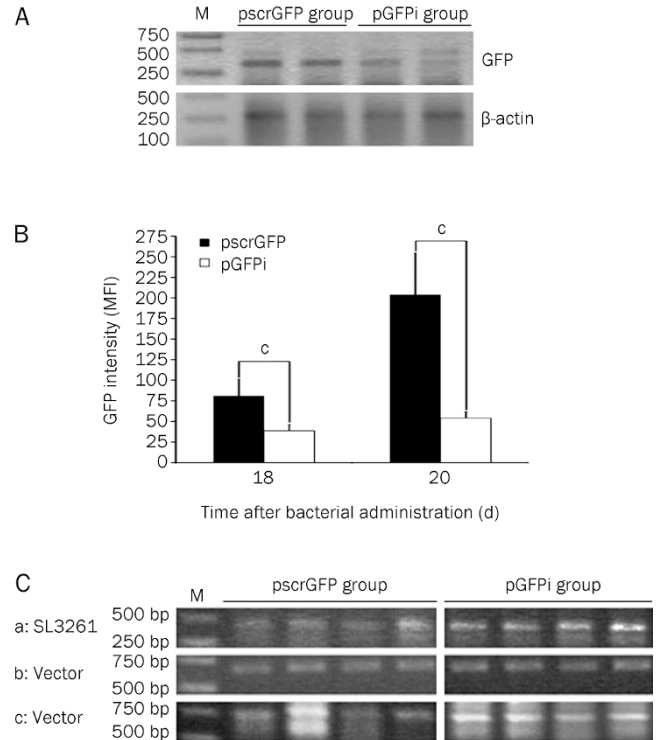 A
M pscrGFP group pGFPi group
750
500
250
GFP
500
250
100
β-actin
B
275
250
225
200
175
150
125
100
75
50
25
0
GFP intensity (MFI)
pscrGFP
pGFPi
c
c
18 20
Time after bacterial administration (d)
C
M pscrGFP group pGFPi group
a: SL3261
500 bp
250 bp
b: Vector
750 bp
500 bp
c: Vector
750 bp
500 bp